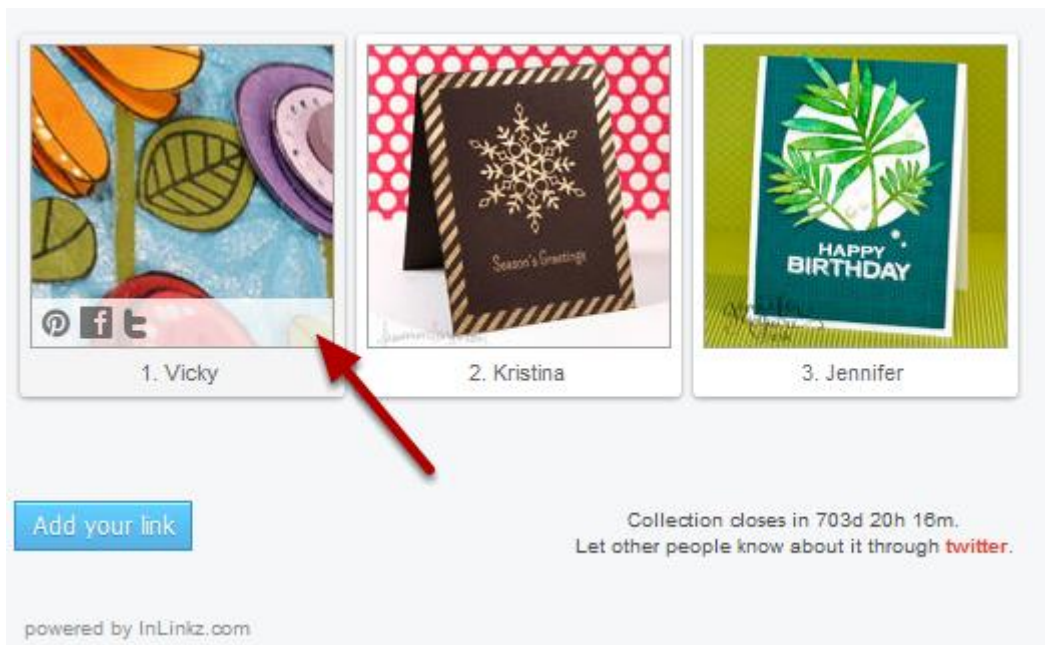 Season's Greetings
HAPPY
BIRTHDAY
1. Vicky
2. Kristina
3. Jennifer
Add your link
Collection closes in 703d 20h 16m.
Let other people know about it through twitter.
powered by InLinkz.com